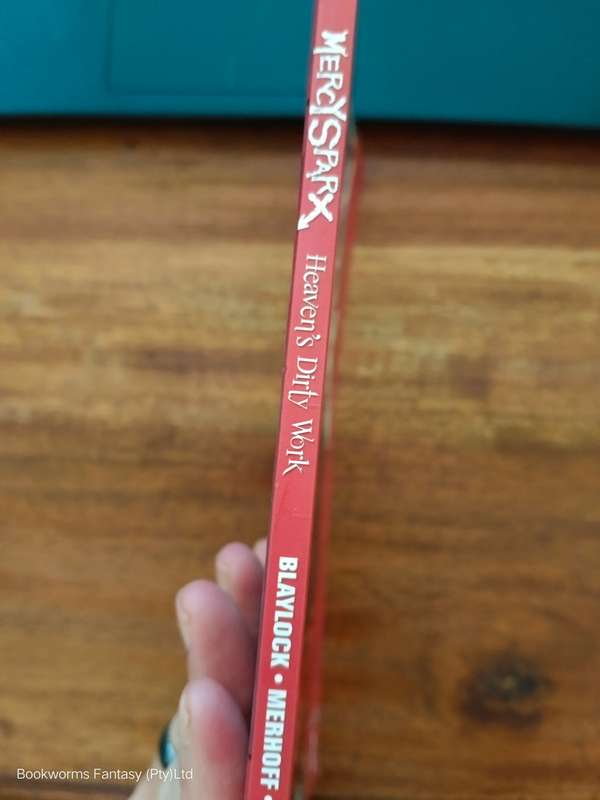 MERCY SPARX
Heaven's Dirty Work
BLAYLOCK • MERHOFF •
Bookworms Fantasy (Pty)Ltd